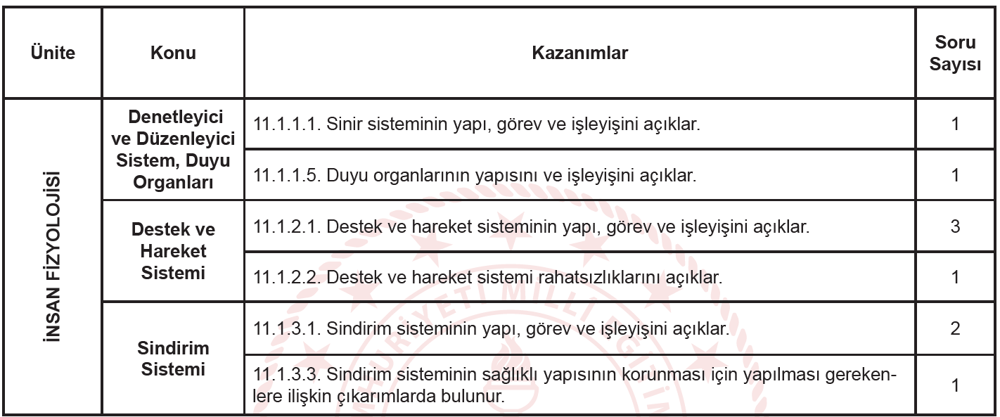 Ünite
Konu
Kazanımlar
Soru
Sayısı
İNSAN FİZYOLOJİSİ
Denetleyici
ve Düzenleyici
Sistem, Duyu
Organları
11.1.1.1. Sinir sisteminin yapı, görev ve işleyişini açıklar.
1
11.1.1.5. Duyu organlarının yapısını ve işleyişini açıklar.
1
Destek ve
Hareket
Sistemi
11.1.2.1. Destek ve hareket sisteminin yapı, görev ve işleyişini açıklar.
3
11.1.2.2. Destek ve hareket sistemi rahatsızlıklarını açıklar.
1
Sindirim
Sistemi
11.1.3.1. Sindirim sisteminin yapı, görev ve işleyişini açıklar.
2
11.1.3.3. Sindirim sisteminin sağlıklı yapısının korunması için yapılması gereken-
lere ilişkin çıkarımlarda bulunur.
1